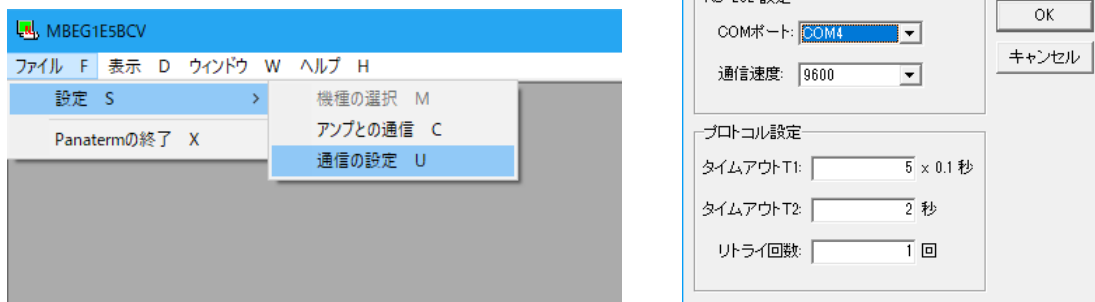 MBEG1E5BCV
ファイル F 表示 D ウィンドウ W ヘルプ H
設定 S >
Panatermの終了 X
機種の選択 M
アンプとの通信 C
通信の設定 U
COMポート: COM4
通信速度: 9600
OK
キャンセル
プロトコル設定
タイムアウトT1: 5 x 0.1 秒
タイムアウトT2: 2 秒
リトライ回数: 1 回